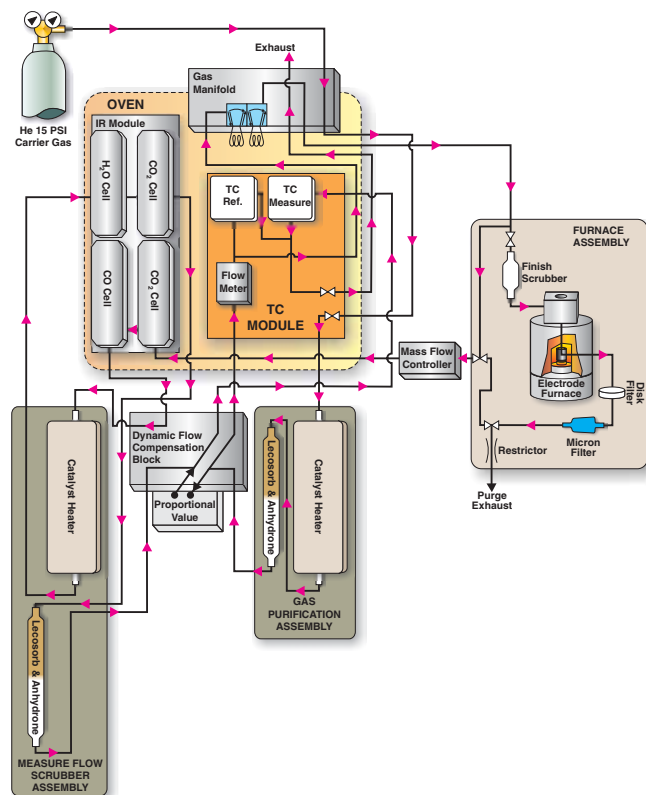 Exhaust
Gas
Manifold
He 15 PSI
Carrier Gas
OVEN
IR Module
H2O Cell
CO2 Cell
CO Cell
CO2 Cell
TC
Ref.
TC
Measure
Flow
Meter
TC
MODULE
FURNACE
ASSEMBLY
Finish
Scrubber
Electrode
Furnace
Disk
Filter
Micron
Filter
Restrictor
Purge
Exhaust
Mass Flow
Controller
Dynamic Flow
Compensation
Block
Proportional
Value
Catalyst Heater
Lecosorb & Anhydrone
MEASURE FLOW
SCRUBBER
ASSEMBLY
Lecosorb & Anhydrone
Catalyst Heater
GAS
PURIFICATION
ASSEMBLY